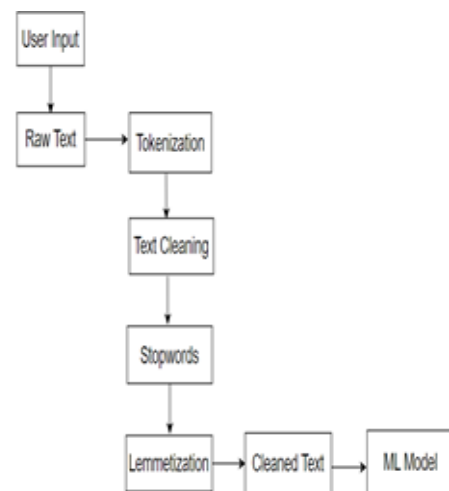 User Input
Raw Text
Tokenization
Text Cleaning
Stopwords
Lemmetization
Cleaned Text
ML Model